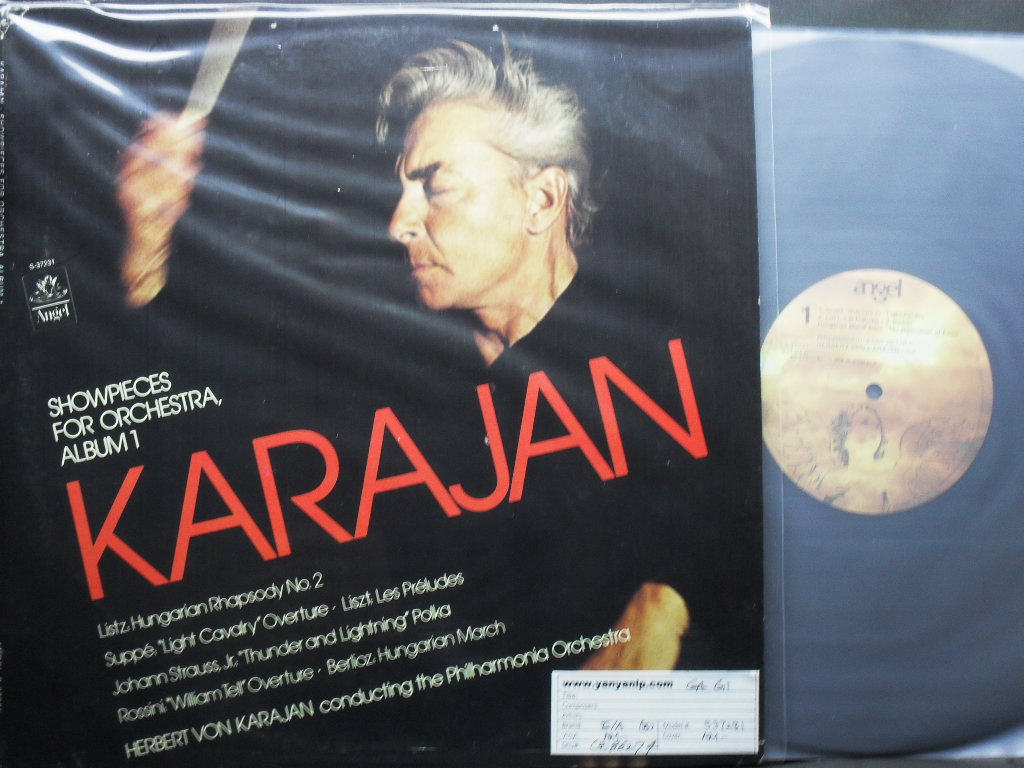 S-37231
Angel
SHOWPIECES
FOR ORCHESTRA,
ALBUM 1
KARAJAN
Listz: Hungarian Rhapsody No. 2
Suppé: "Light Cavalry" Overture · Liszt: Les Préludes
Johann Strauss, Jr.: "Thunder and Lightning" Polka
Rossini: "William Tell" Overture · Berlioz: Hungarian March
HERBERT VON KARAJAN conducting the Philharmonia Orchestra
www.yanyanlp.com
angel
1